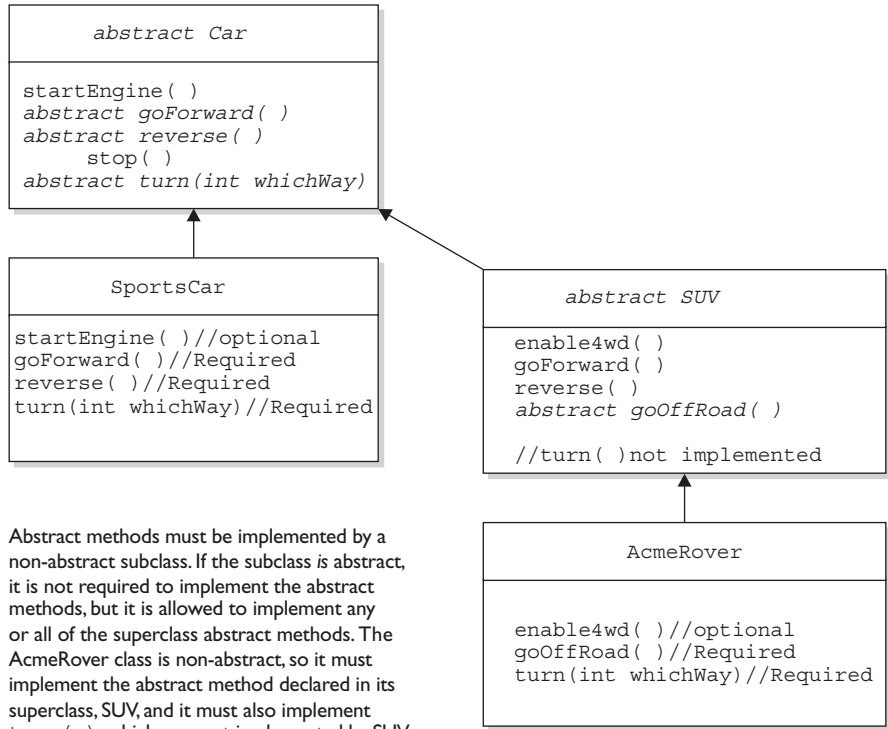 abstract Car
startEngine( )
abstract goForward( )
abstract reverse( )
stop( )
abstract turn(int whichWay)
SportsCar
startEngine( )//optional
goForward( )//Required
reverse( )//Required
turn(int whichWay)//Required
abstract SUV
enable4wd( )
goForward( )
reverse( )
abstract goOffRoad( )
//turn( )not implemented
AcmeRover
enable4wd( )//optional
goOffRoad( )//Required
turn(int whichWay)//Required
Abstract methods must be implemented by a
non-abstract subclass. If the subclass is abstract,
it is not required to implement the abstract
methods, but it is allowed to implement any
or all of the superclass abstract methods. The
AcmeRover class is non-abstract, so it must
implement the abstract method declared in its
superclass, SUV, and it must also implement